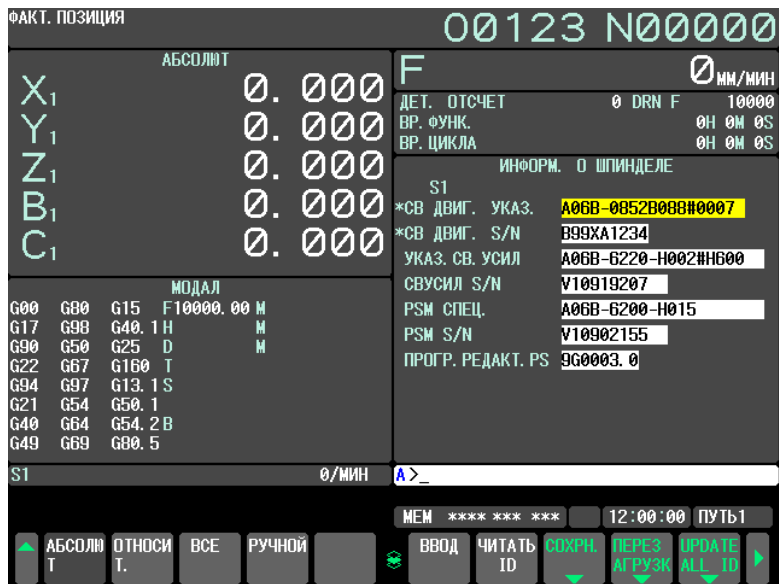 ФАКТ. ПОЗИЦИЯ
O0123 N00000
АБСОЛЮТ
X1 0. 000
Y1 0. 000
Z1 0. 000
B1 0. 000
C1 0. 000
F 0 ММ/МИН
ДЕТ. ОТСЧЕТ 0 DRN F 10000
ВР. ФУНК. 0H 0M 0S
ВР. ЦИКЛА 0H 0M 0S
ИНФОРМ. О ШПИНДЕЛЕ
S1
*СВ ДВИГ. УКАЗ. A06B-0852B088#0007
*СВ ДВИГ. S/N B99XA1234
УКАЗ. СВ. УСИЛ A06B-6220-H002#H600
СВУСИЛ S/N V10919207
PSM СПЕЦ. A06B-6200-H015
PSM S/N V10902155
ПРОГР. РЕДАКТ. PS 9G0003. 0
МОДАЛ
G00 G80 G15 F10000. 00 M
G17 G98 G40. 1 H M
G90 G50 G25 D M
G22 G67 G160 T
G94 G97 G13. 1 S
G21 G54 G50. 1
G40 G64 G54. 2 B
G49 G69 G80. 5
S1 0/МИН
A >_
MEM **** *** *** 12:00:00 ПУТЬ1
АБСОЛЮ
Т
ОТНОСИ
Т.
ВСЕ
РУЧНОЙ
ВВОД
ЧИТАТЬ
ID
СОХРН.
ПЕРЕЗ
АГРУЗК
UPDATE
ALL ID